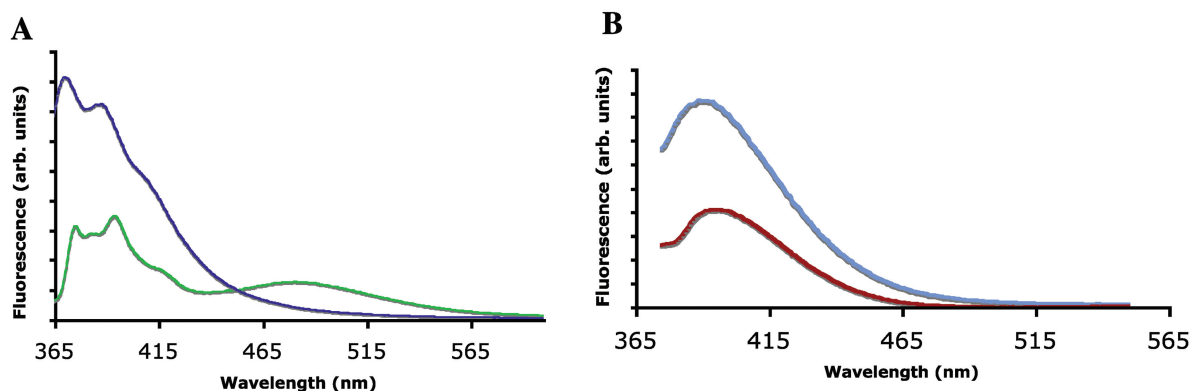 A
Fluorescence (arb. units)
365 415 465 515 565
Wavelength (nm)
B
Fluorescence (arb. units)
365 415 465 515 565
Wavelength (nm)